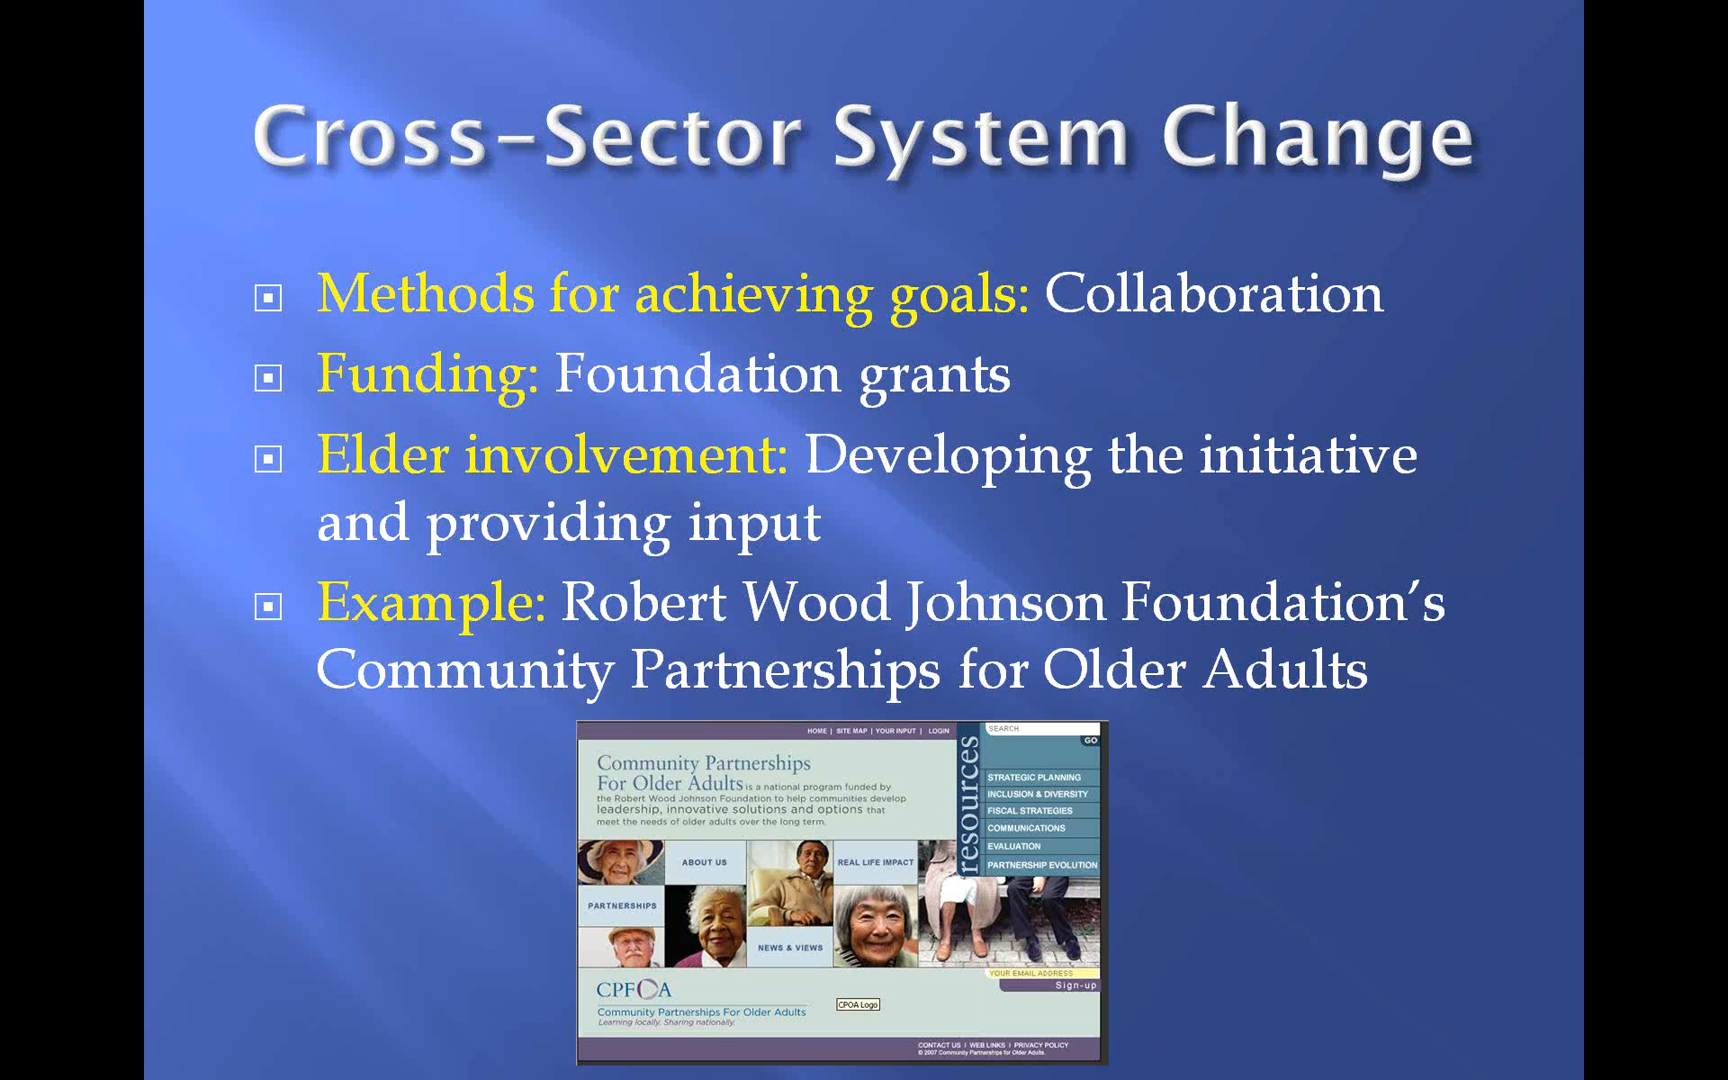 Cross-Sector System Change
Methods for achieving goals: Collaboration
Funding: Foundation grants
Elder involvement: Developing the initiative
and providing input
Example: Robert Wood Johnson Foundation’s
Community Partnerships for Older Adults
HOME | SITE MAP | YOUR INPUT | LOGIN
Community Partnerships
For Older Adults is a national program funded by
the Robert Wood Johnson Foundation to help communities develop
leadership, innovative solutions and options that
meet the needs of older adults over the long term.
resources
SEARCH
GO
STRATEGIC PLANNING
INCLUSION & DIVERSITY
FISCAL STRATEGIES
COMMUNICATIONS
EVALUATION
PARTNERSHIP EVOLUTION
ABOUT US
REAL LIFE IMPACT
PARTNERSHIPS
NEWS & VIEWS
YOUR EMAIL ADDRESS
Sign-up
CPFOA
Community Partnerships For Older Adults
Learning locally. Sharing nationally.
CPOA Logo
CONTACT US | WEB LINKS | PRIVACY POLICY
© 2007 Community Partnerships for Older Adults.